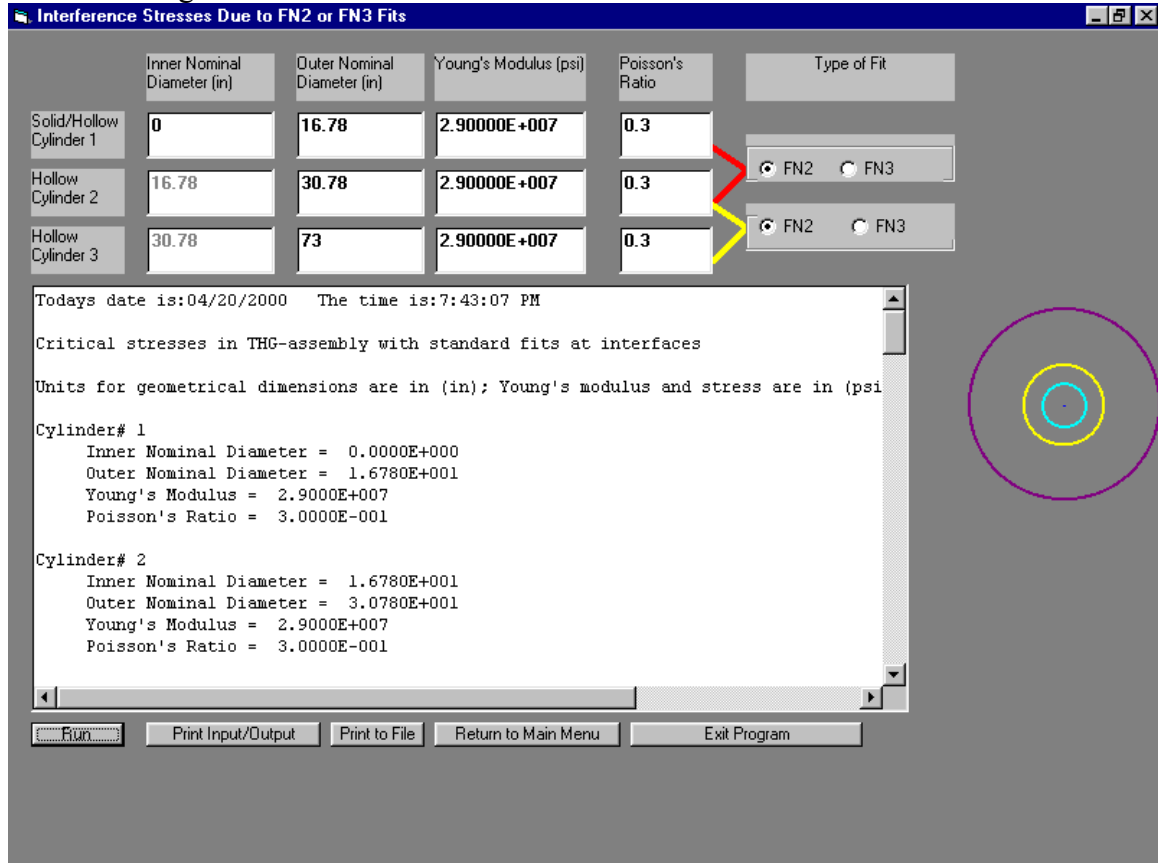 Interference Stresses Due to FN2 or FN3 Fits
Inner Nominal Diameter (in) Outer Nominal Diameter (in) Young's Modulus (psi) Poisson's Ratio Type of Fit
Solid/Hollow Cylinder 1 0 16.78 2.90000E+007 0.3
FN2 FN3
Hollow Cylinder 2 16.78 30.78 2.90000E+007 0.3
FN2 FN3
Hollow Cylinder 3 30.78 73 2.90000E+007 0.3
Todays date is:04/20/2000 The time is:7:43:07 PM
Critical stresses in THG-assembly with standard fits at interfaces
Units for geometrical dimensions are in (in); Young's modulus and stress are in (psi
Cylinder# 1
Inner Nominal Diameter = 0.0000E+000
Outer Nominal Diameter = 1.6780E+001
Young's Modulus = 2.9000E+007
Poisson's Ratio = 3.0000E-001
Cylinder# 2
Inner Nominal Diameter = 1.6780E+001
Outer Nominal Diameter = 3.0780E+001
Young's Modulus = 2.9000E+007
Poisson's Ratio = 3.0000E-001
Run Print Input/Output Print to File Return to Main Menu Exit Program